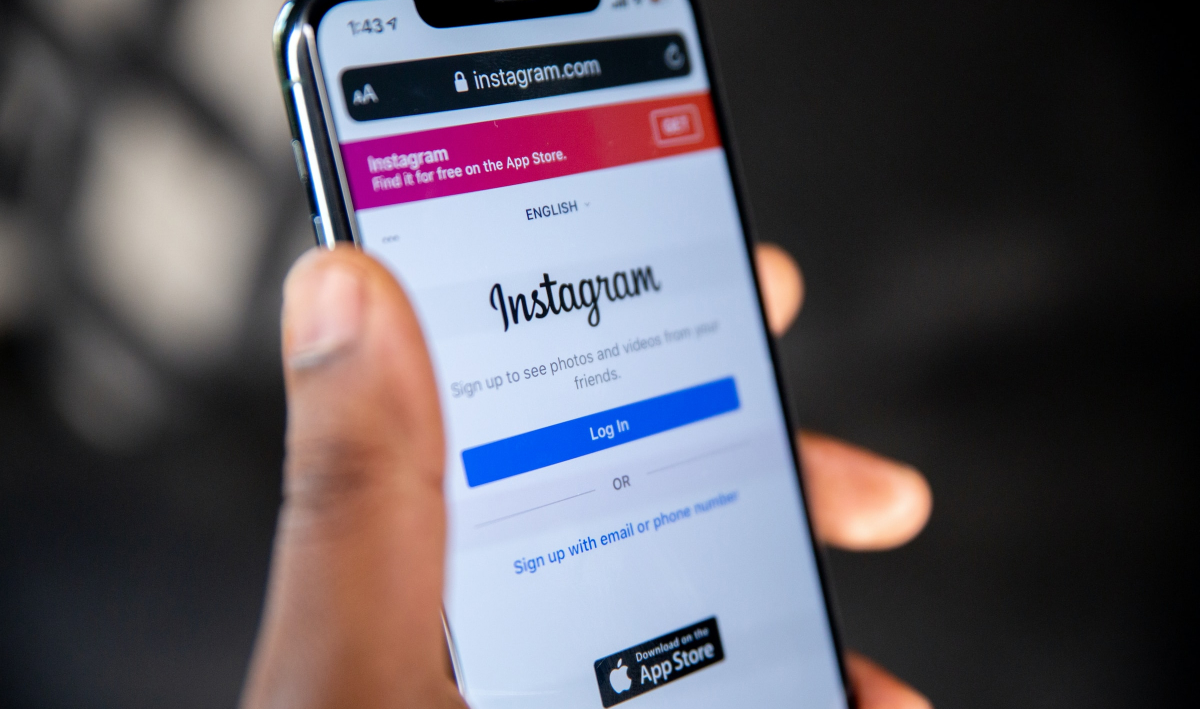 1:43
AA
instagram.com
Instagram
GET
Find it for free on the App Store.
ENGLISH
Instagram
Sign up to see photos and videos from your
friends.
Log In
OR
Sign up with email or phone number
Download on the
App Store